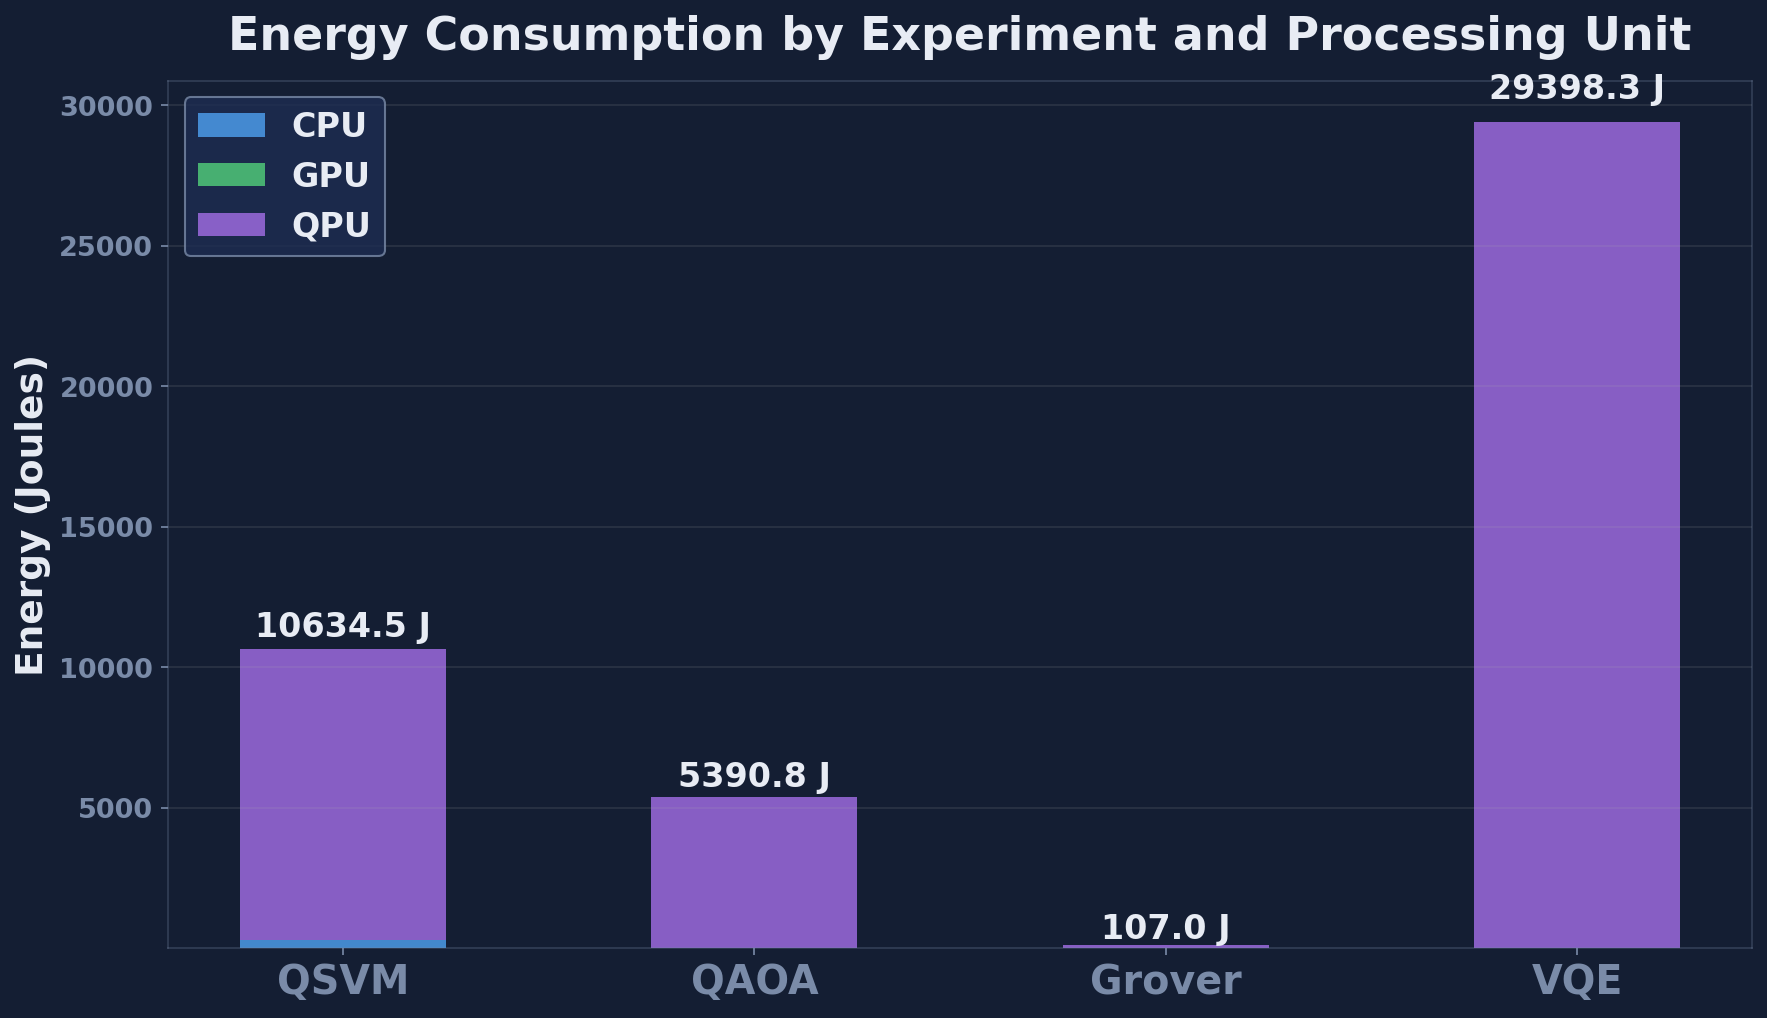 Energy Consumption by Experiment and Processing Unit
29398.3 J
30000
CPU
GPU
QPU
25000
20000
Energy (Joules)
15000
10634.5 J
10000
5390.8 J
5000
107.0 J
QSVM
QAOA
Grover
VQE